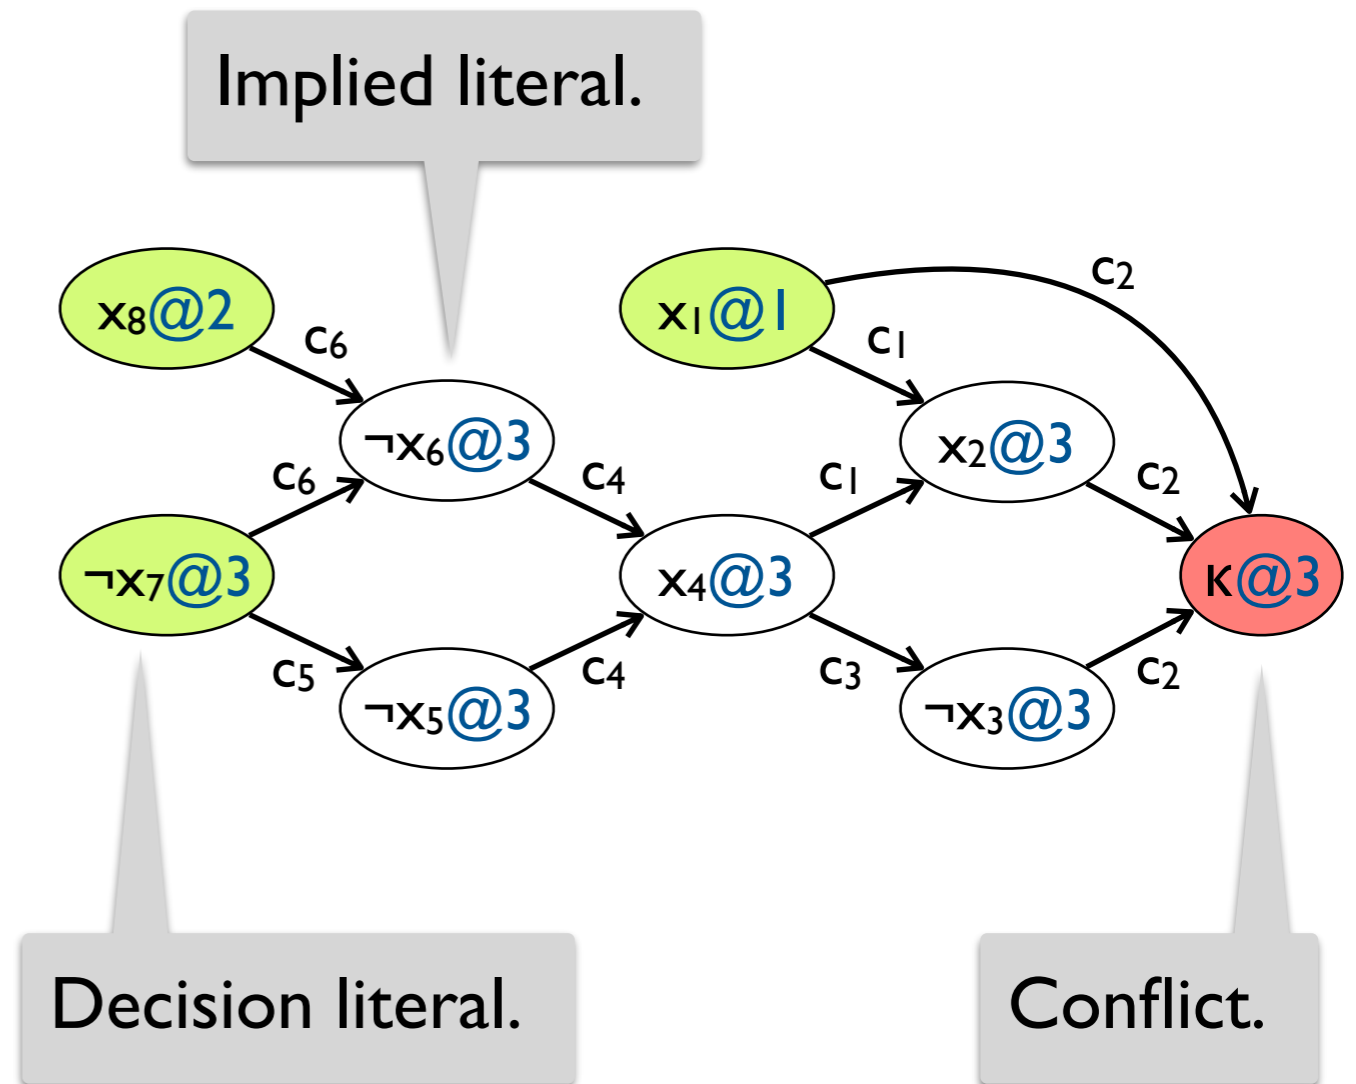 Implied literal.
x₈@2
x₁@1
c₂
c₆
c₁
¬x₆@3
x₂@3
c₆
c₄
c₁
c₂
¬x₇@3
x₄@3
κ@3
c₅
c₄
c₃
c₂
¬x₅@3
¬x₃@3
Decision literal.
Conflict.